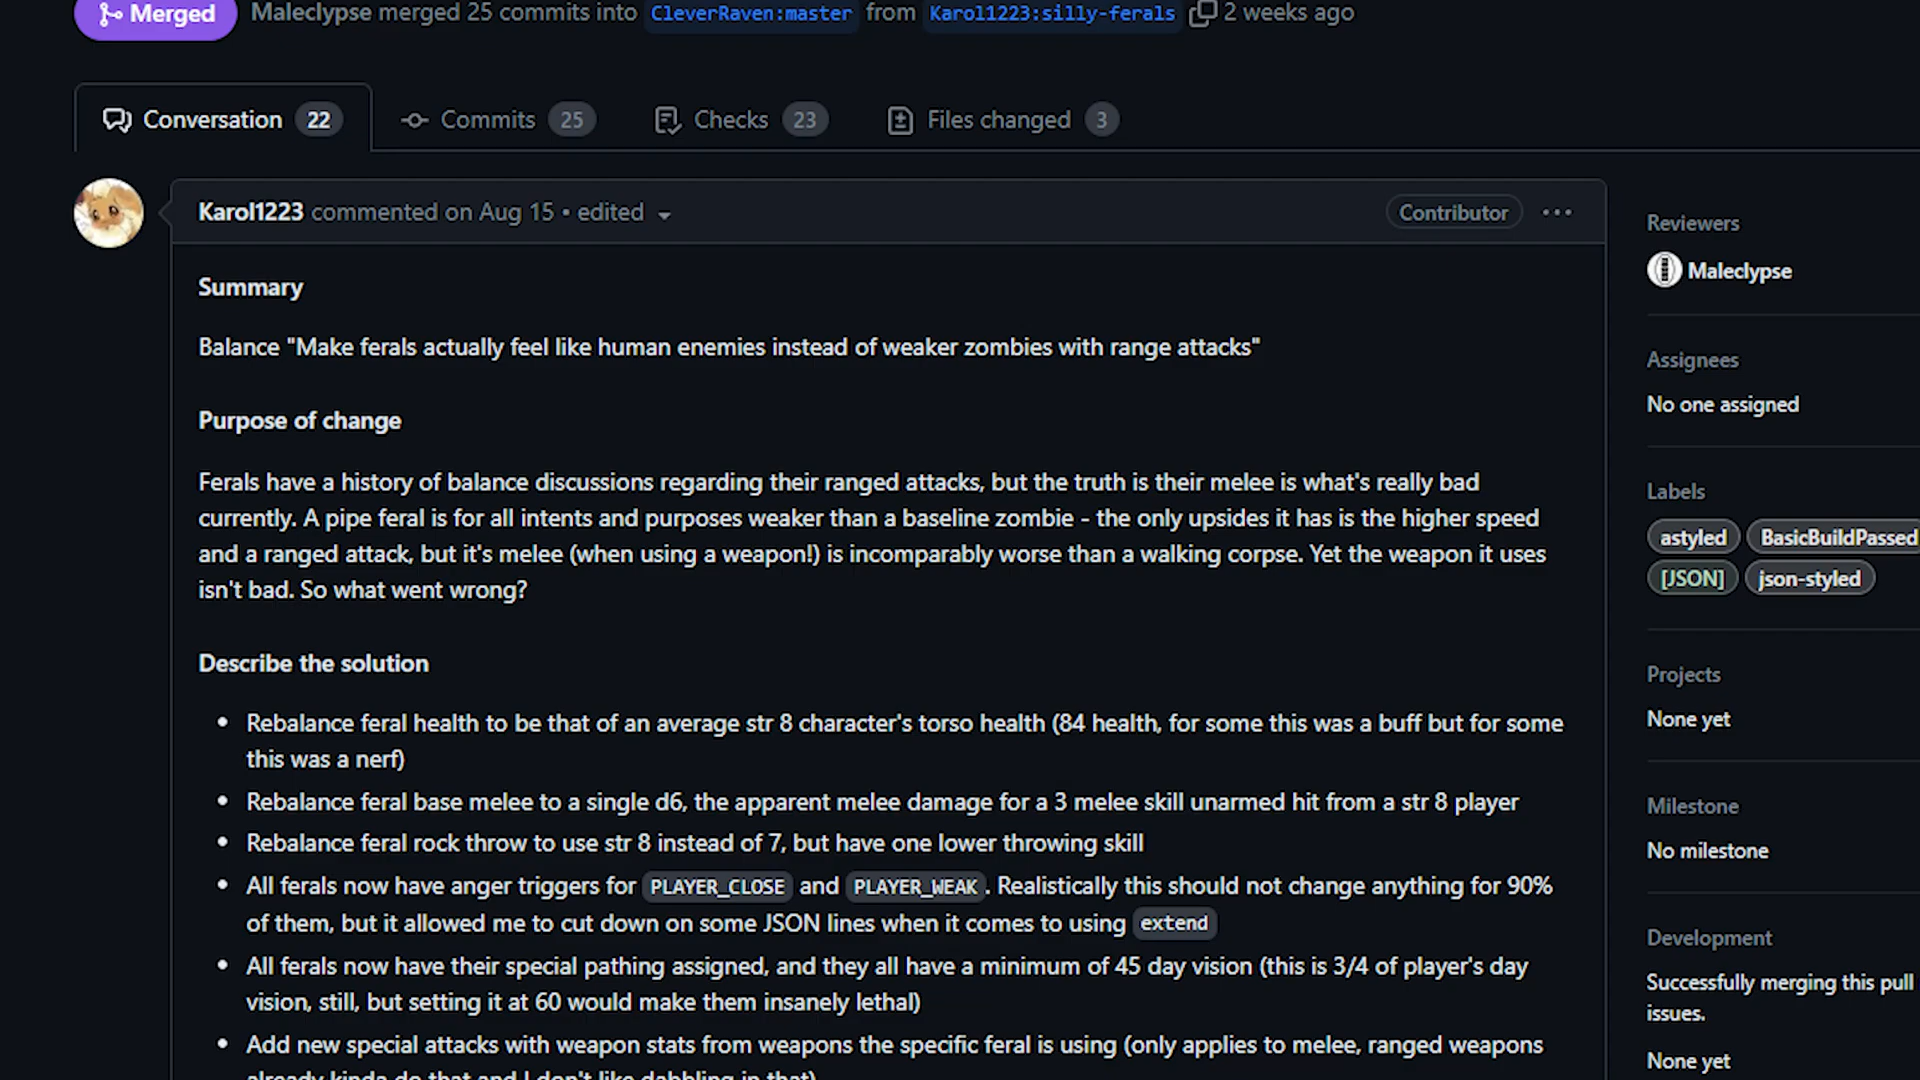 Merged Maleclypse merged 25 commits into CleverRaven:master from Karol1223:silly-ferals 2 weeks ago
Conversation 22 Commits 25 Checks 23 Files changed 3
Karol1223 commented on Aug 15 • edited Contributor
Summary
Balance "Make ferals actually feel like human enemies instead of weaker zombies with range attacks"
Purpose of change
Ferals have a history of balance discussions regarding their ranged attacks, but the truth is their melee is what's really bad
currently. A pipe feral is for all intents and purposes weaker than a baseline zombie - the only upsides it has is the higher speed
and a ranged attack, but it's melee (when using a weapon!) is incomparably worse than a walking corpse. Yet the weapon it uses
isn't bad. So what went wrong?
Describe the solution
• Rebalance feral health to be that of an average str 8 character's torso health (84 health, for some this was a buff but for some
this was a nerf)
• Rebalance feral base melee to a single d6, the apparent melee damage for a 3 melee skill unarmed hit from a str 8 player
• Rebalance feral rock throw to use str 8 instead of 7, but have one lower throwing skill
• All ferals now have anger triggers for PLAYER_CLOSE and PLAYER_WEAK. Realistically this should not change anything for 90%
of them, but it allowed me to cut down on some JSON lines when it comes to using extend
• All ferals now have their special pathing assigned, and they all have a minimum of 45 day vision (this is 3/4 of player's day
vision, still, but setting it at 60 would make them insanely lethal)
• Add new special attacks with weapon stats from weapons the specific feral is using (only applies to melee, ranged weapons
already kinda do that and I don't like dabbling in that)
Reviewers
Maleclypse
Assignees
No one assigned
Labels
astyled BasicBuildPassed
[JSON] json-styled
Projects
None yet
Milestone
No milestone
Development
Successfully merging this pull
issues.
None yet